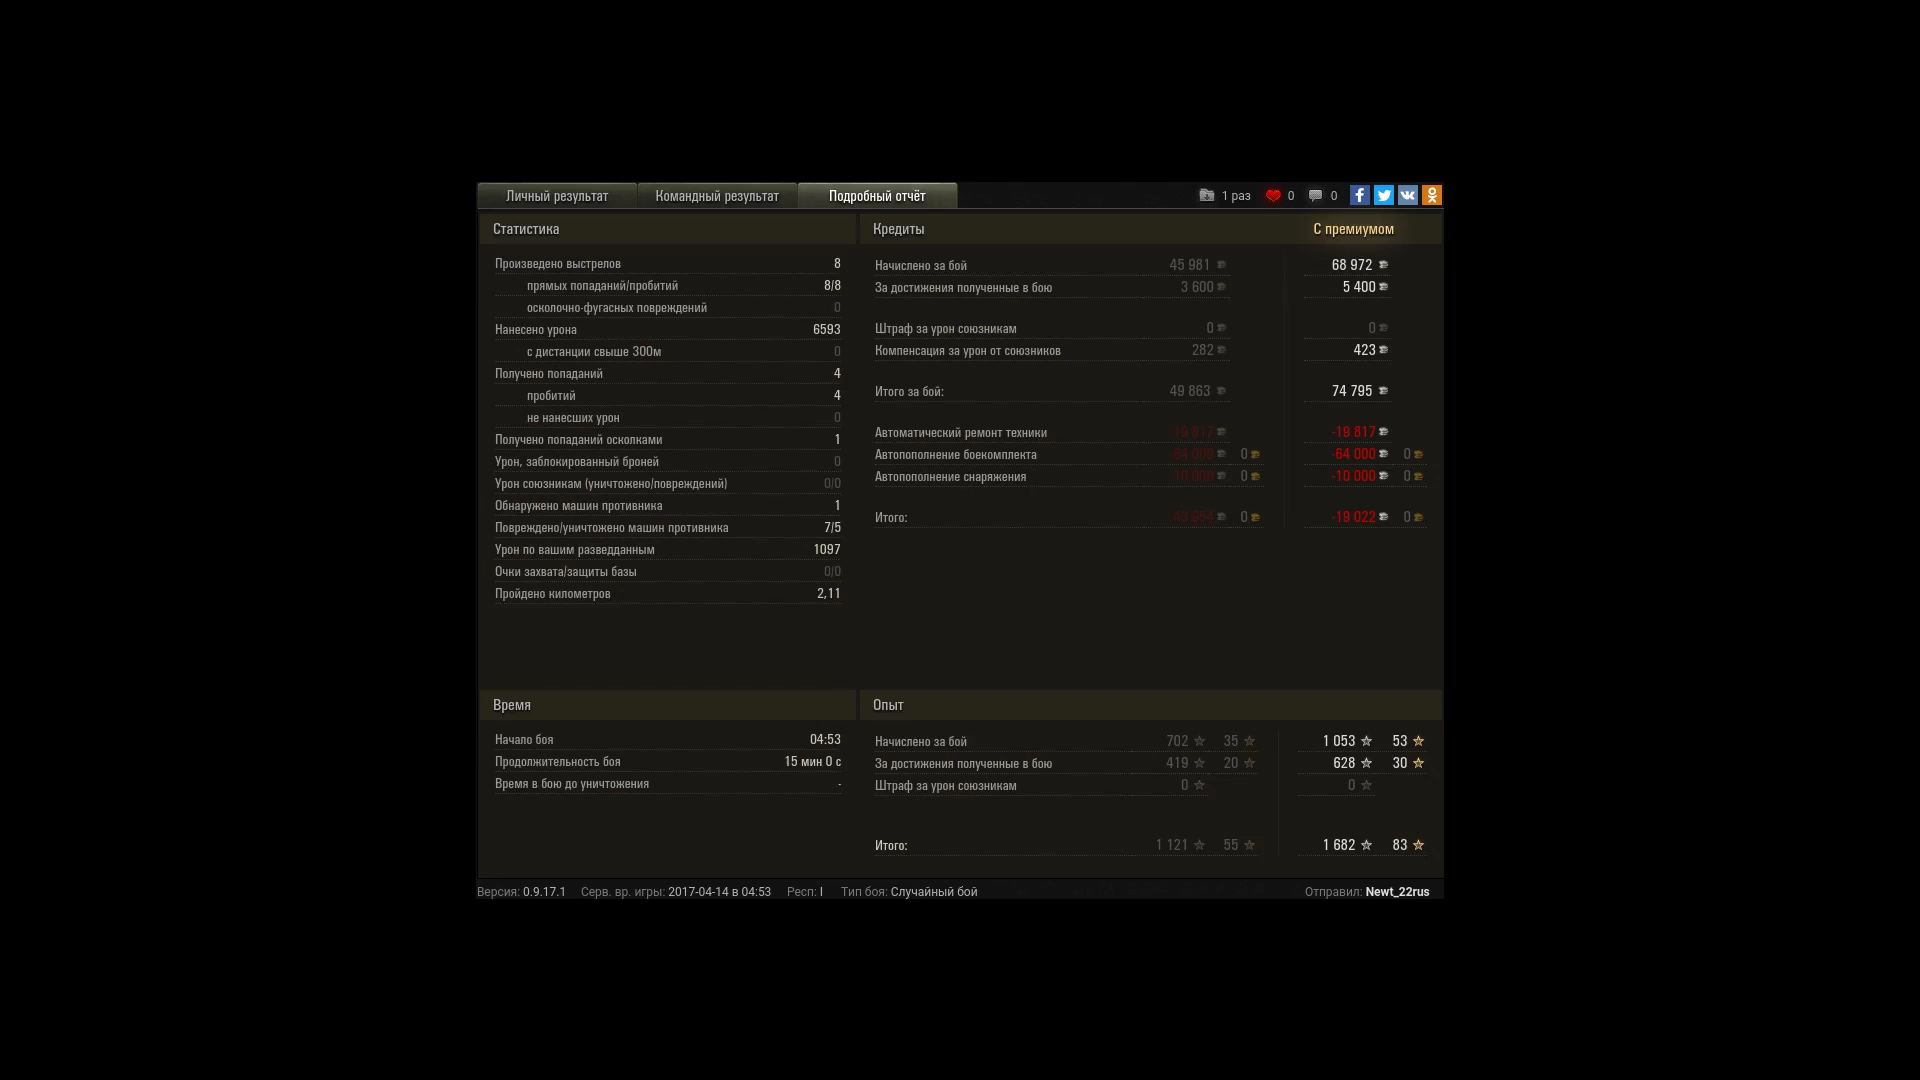 Личный результат Командный результат Подробный отчёт 1 раз 0 0
Статистика
Произведено выстрелов 8
прямых попаданий/пробитий 8/8
осколочно-фугасных повреждений 0
Нанесено урона 6593
с дистанции свыше 300м 0
Получено попаданий 4
пробитий 4
не нанесших урон 0
Получено попаданий осколками 1
Урон, заблокированный броней 0
Урон союзникам (уничтожено/повреждений) 0/0
Обнаружено машин противника 1
Повреждено/уничтожено машин противника 7/5
Урон по вашим разведданным 1097
Очки захвата/защиты базы 0/0
Пройдено километров 2,11
Кредиты С премиумом
Начислено за бой 45 981 68 972
За достижения полученные в бою 3 600 5 400
Штраф за урон союзникам 0 0
Компенсация за урон от союзников 282 423
Итого за бой: 49 863 74 795
Автоматический ремонт техники -19 817 -19 817
Автопополнение боекомплекта -64 000 0 -64 000 0
Автопополнение снаряжения -10 000 0 -10 000 0
Итого: -43 954 0 -19 022 0
Время
Начало боя 04:53
Продолжительность боя 15 мин 0 с
Время в бою до уничтожения -
Опыт
Начислено за бой 702 35 1 053 53
За достижения полученные в бою 419 20 628 30
Штраф за урон союзникам 0 0
Итого: 1 121 55 1 682 83
Версия: 0.9.17.1 Серв. вр. игры: 2017-04-14 в 04:53 Респ: I Тип боя: Случайный бой Отправил: Newt_22rus